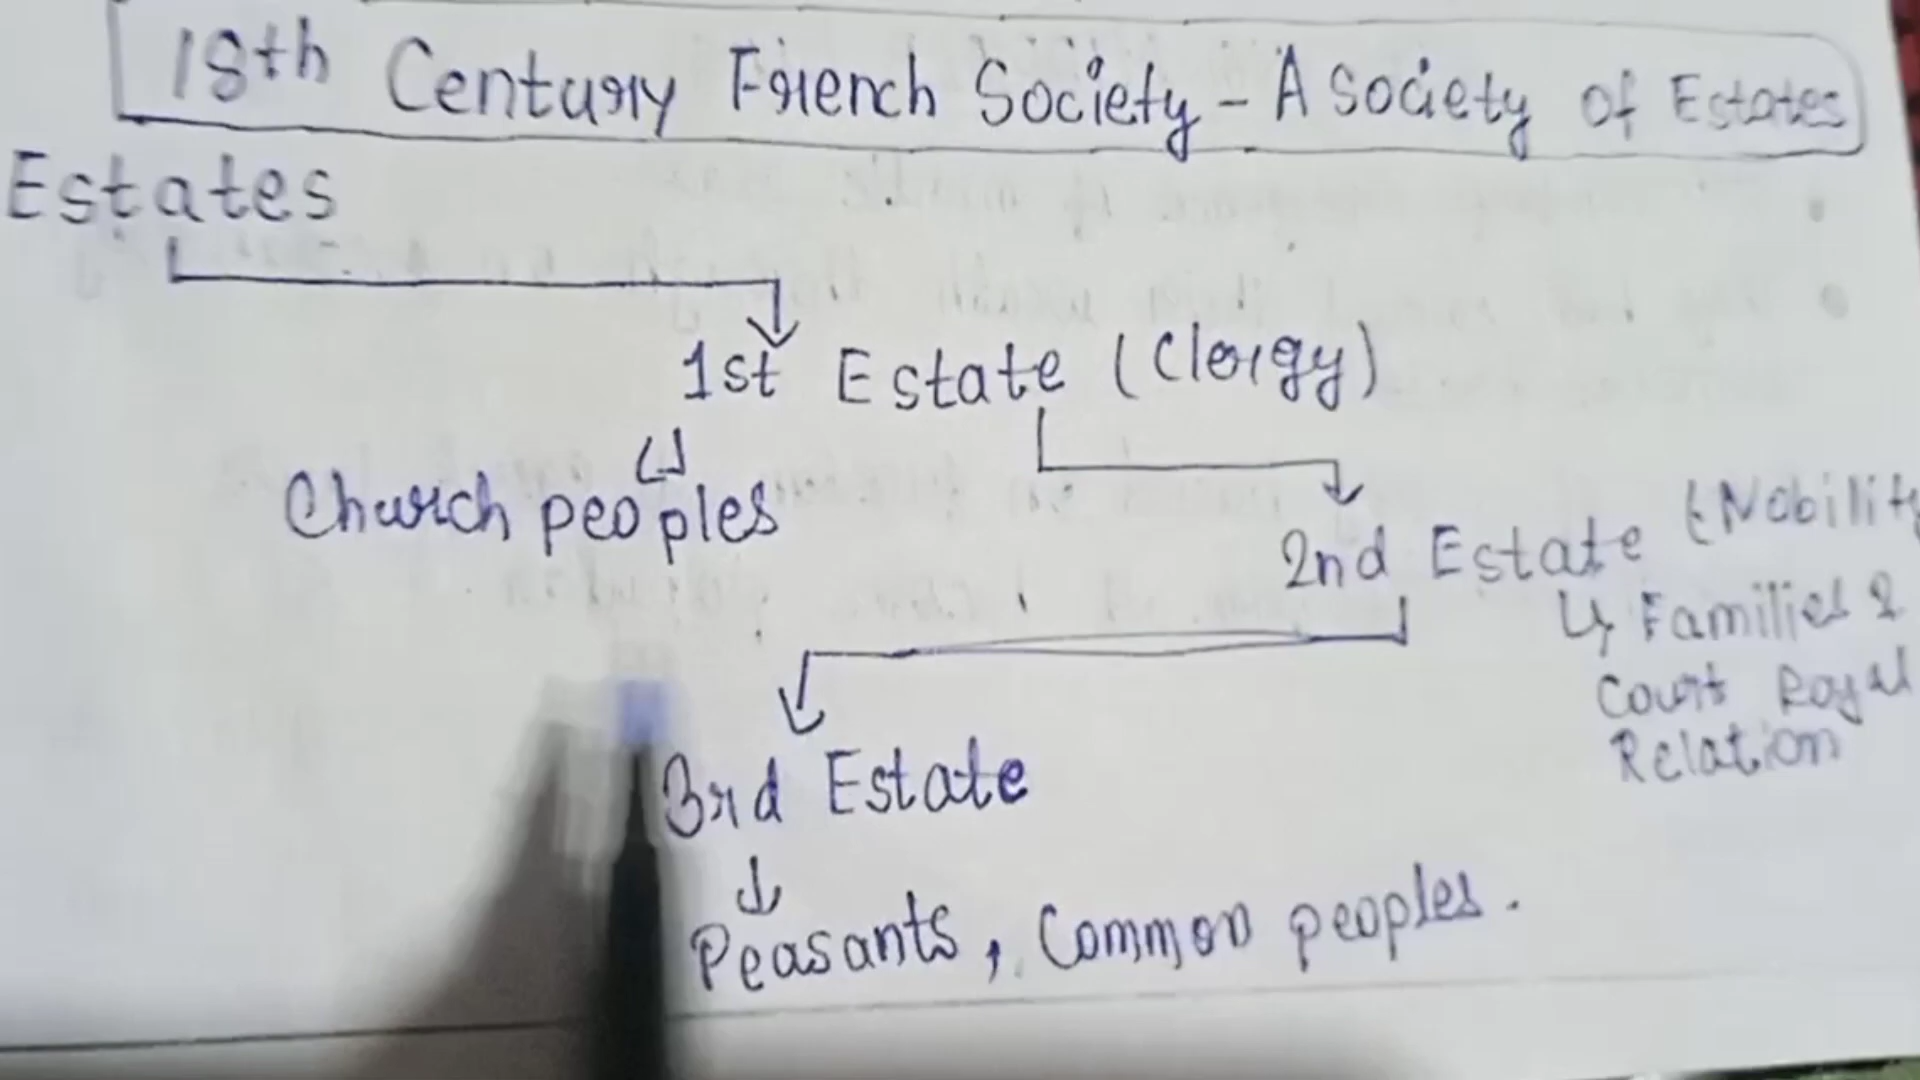 18th Century French Society - A Society of Estates
Estates
1st Estate (Clergy)
Church peoples
2nd Estate (Nobility
Families &
Court Royal
Relation
3rd Estate
Peasants, Common peoples.